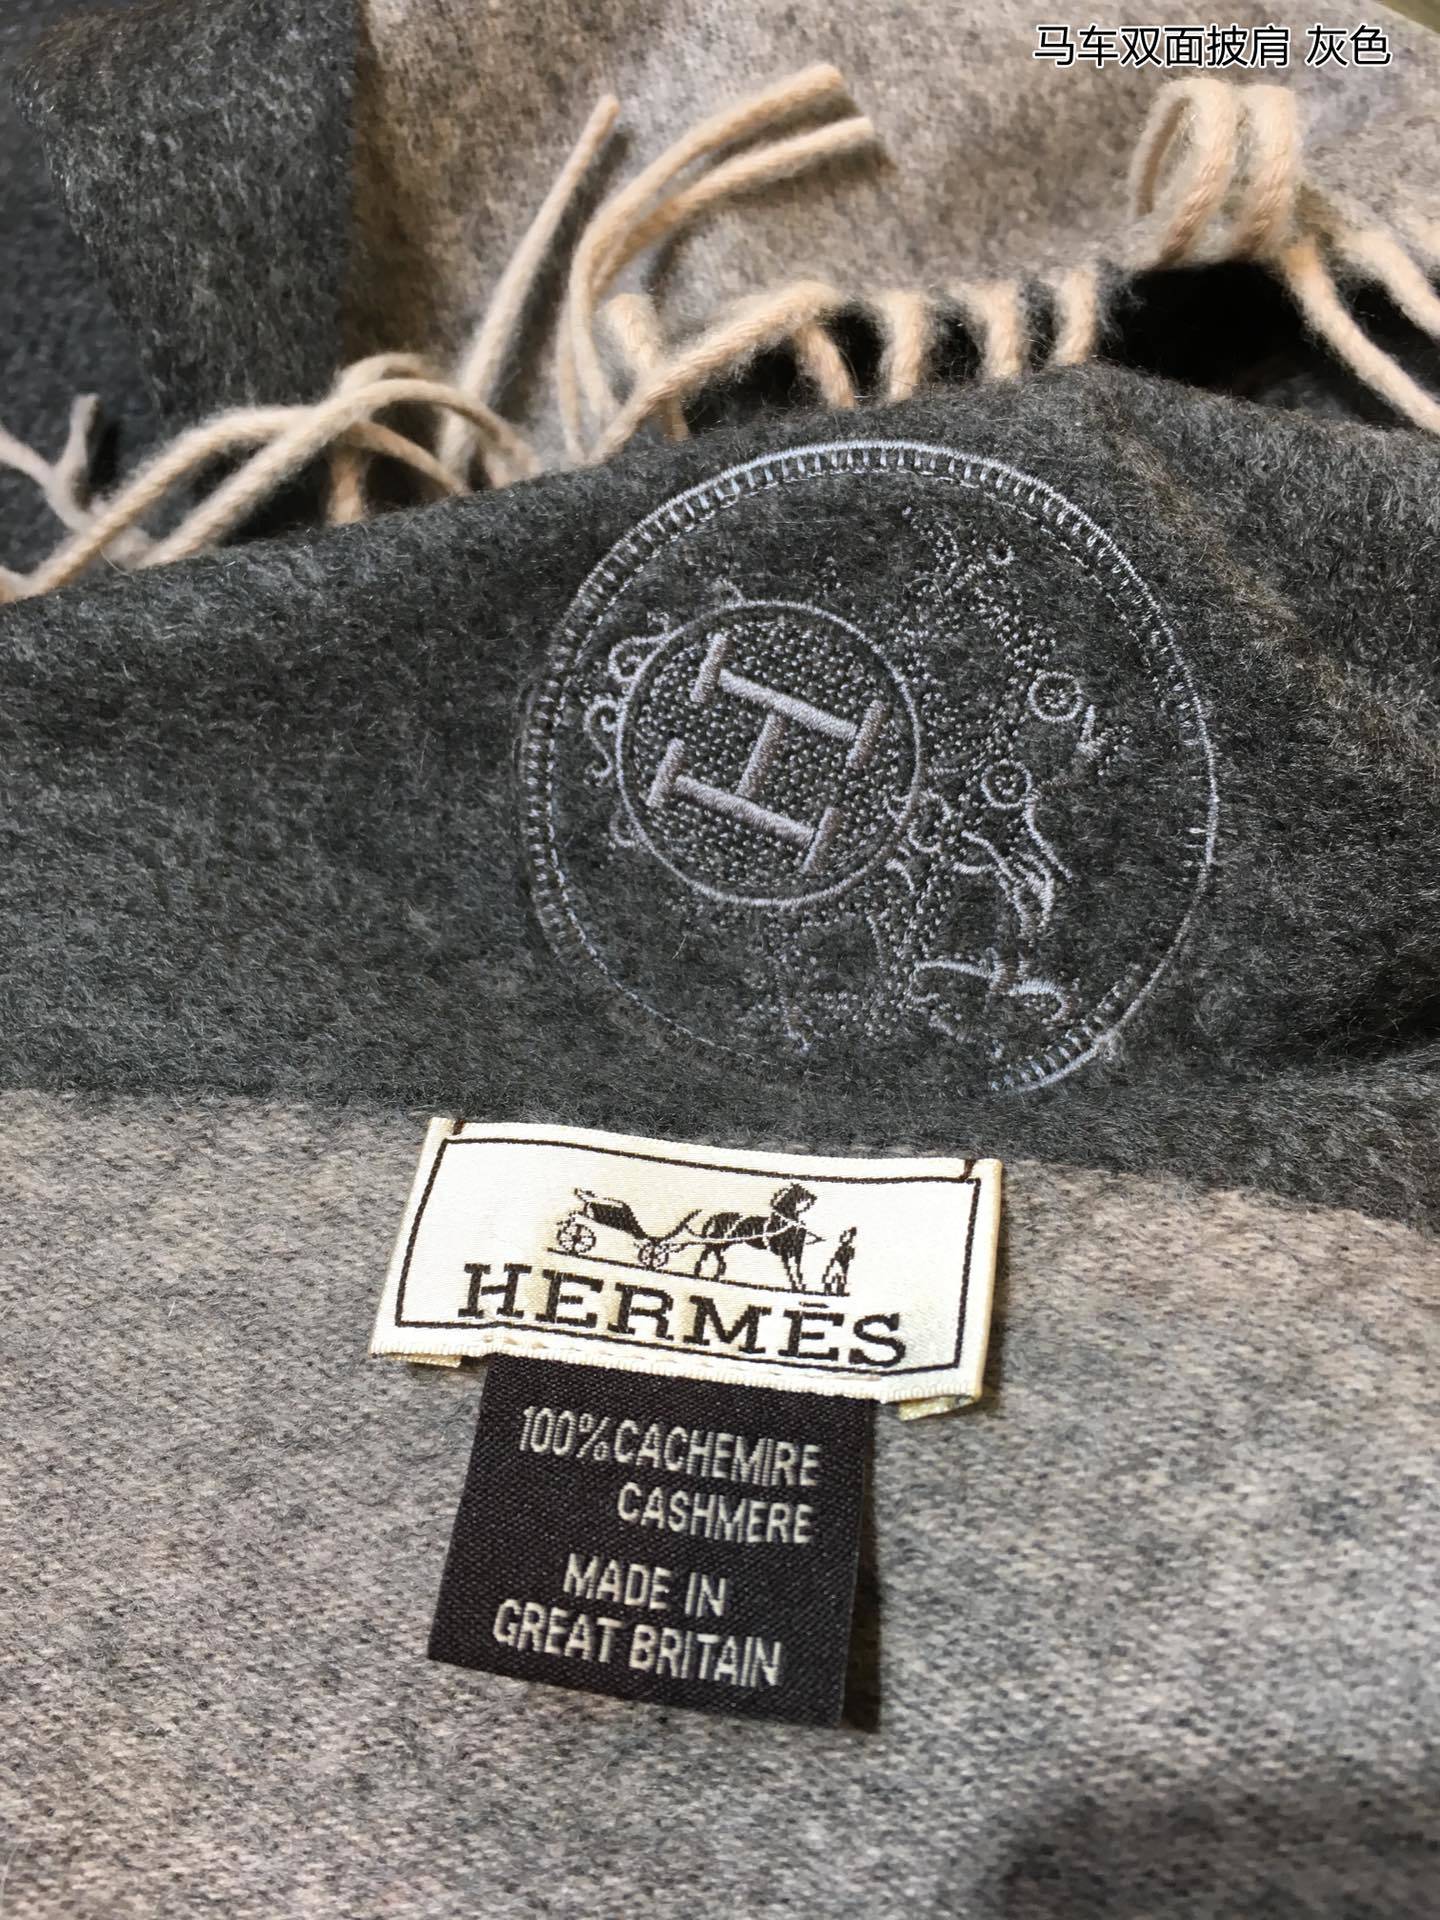 马车双面披肩 灰色
H
HERMÈS
100% CACHEMIRE
CASHMERE
MADE IN
GREAT BRITAIN